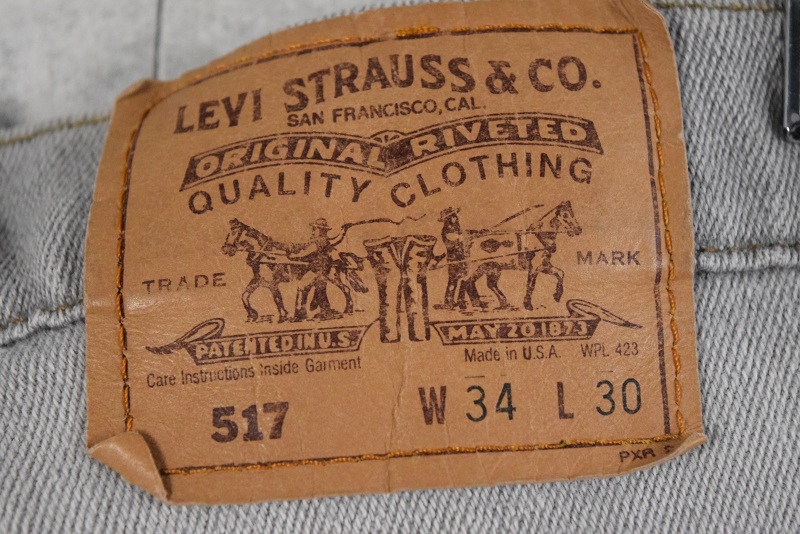 LEVI STRAUSS & CO.
SAN FRANCISCO, CAL.
ORIGINAL RIVETED
QUALITY CLOTHING
TRADE MARK
PATENTED IN U.S. MAY 20.1873
Made in U.S.A. WPL 423
Care Instructions Inside Garment
517 W 34 L 30
PXR